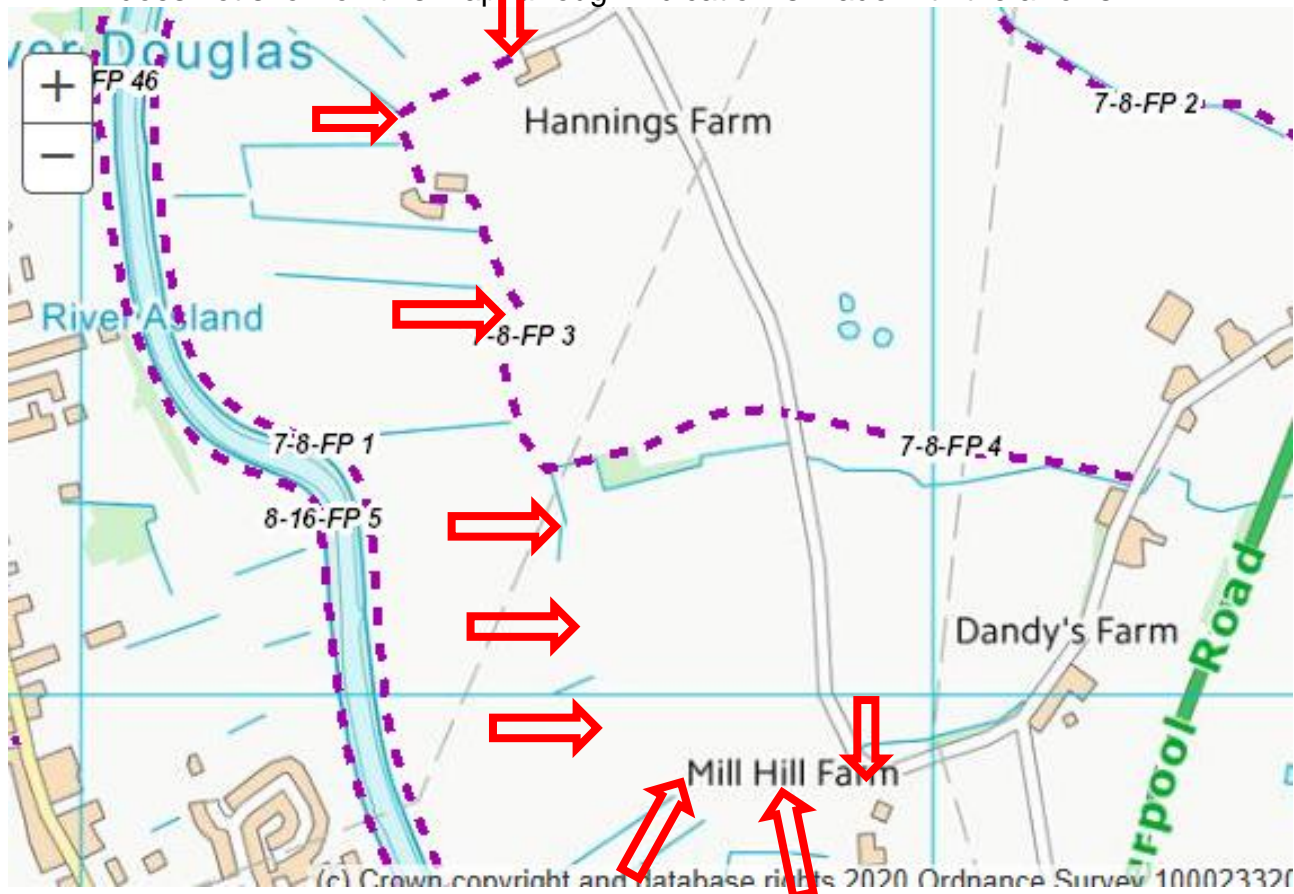 ver Douglas
+
FP 46
7-8-FP 2
Hannings Farm
−
River Asland
7-8-FP 3
7-8-FP 1
7-8-FP 4
8-16-FP 5
Dandy's Farm
Road
Mill Hill Farm
(c) Crown copyright and database rights 2020 Ordnance Survey 100023320